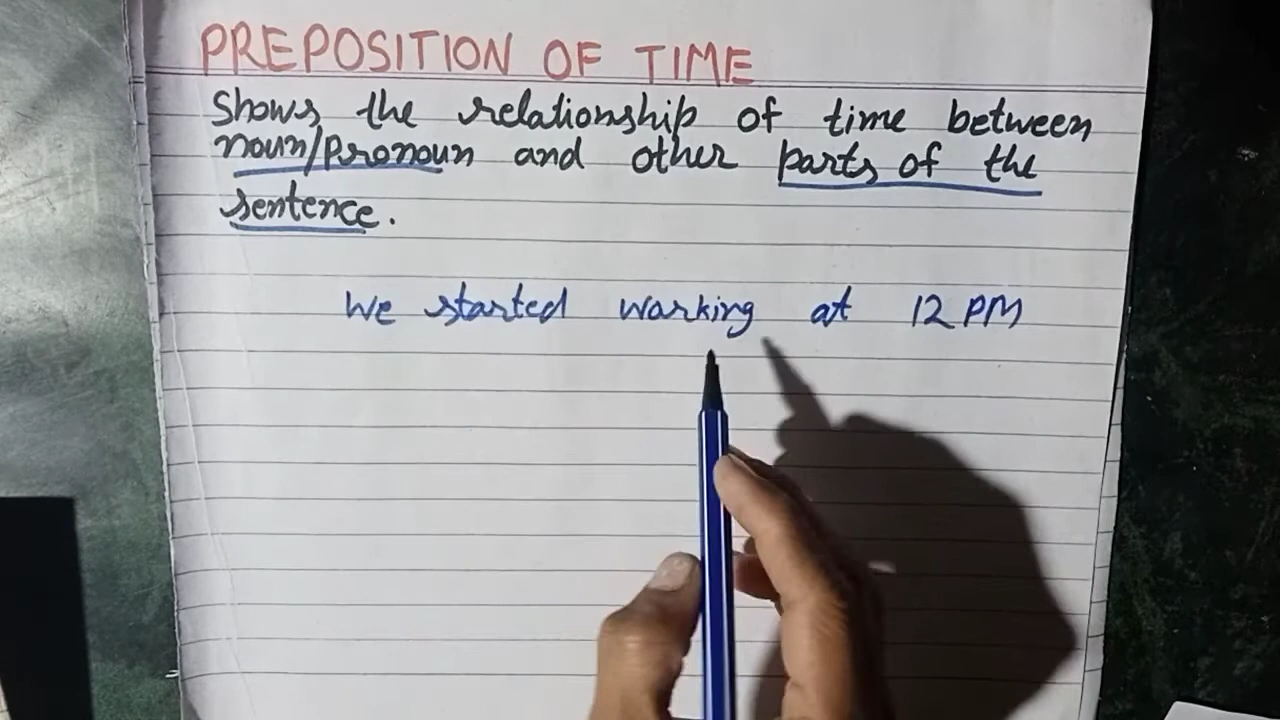 PREPOSITION OF TIME
Shows the relationship of time between
noun/pronoun and other parts of the
sentence.
We started working at 12 PM